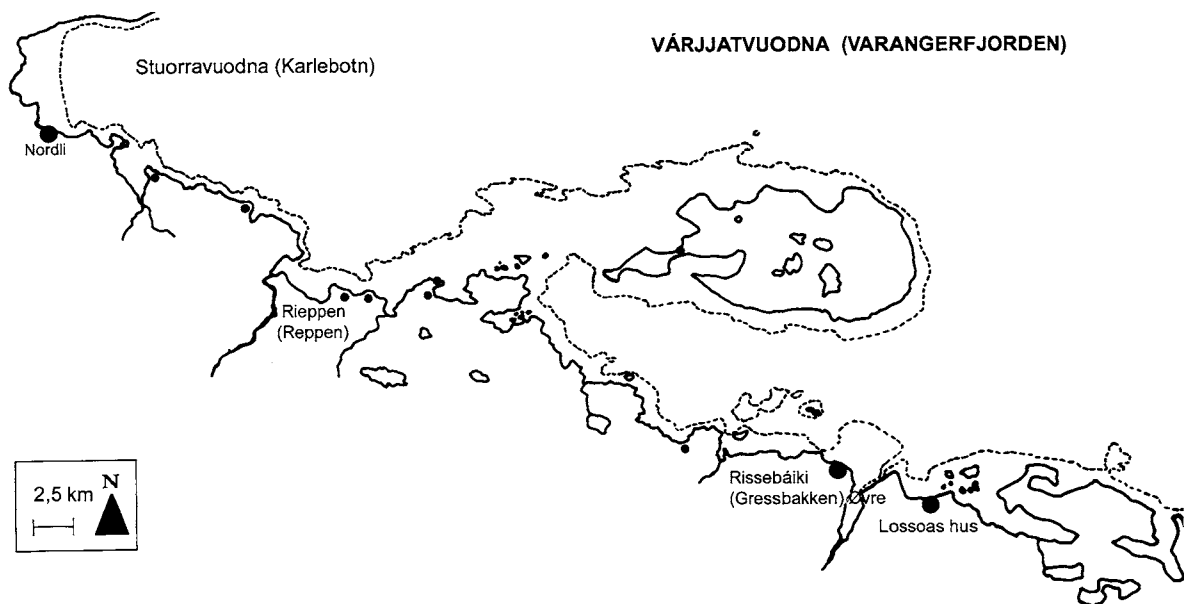 VÁRJJATVUODNA (VARANGERFJORDEN)
Stuorravuodna (Karlebotn)
Nordli
Rieppen
(Reppen)
Rissebáiki
(Gressbakken) Øvre
Lossoas hus
2,5 km
N